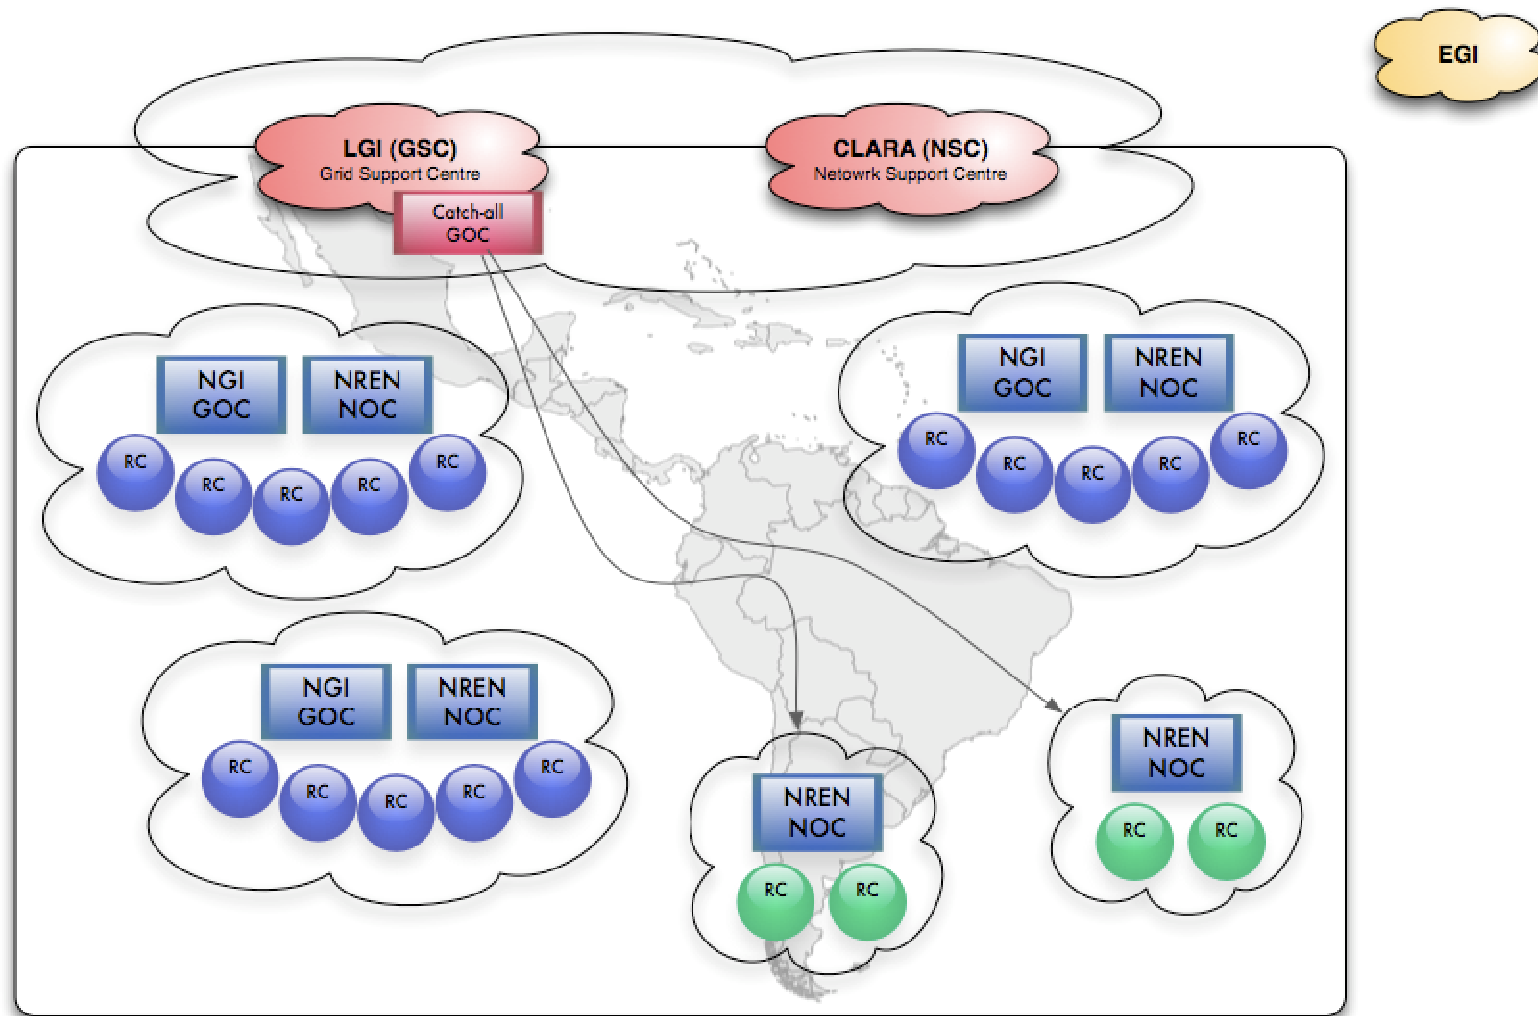 EGI
LGI (GSC)
Grid Support Centre
CLARA (NSC)
Netowrk Support Centre
Catch-all
GOC
NGI
GOC
NREN
NOC
RC
RC
RC
RC
RC
NGI
GOC
NREN
NOC
RC
RC
RC
RC
RC
NGI
GOC
NREN
NOC
RC
RC
RC
RC
RC
NREN
NOC
RC
RC
NREN
NOC
RC
RC